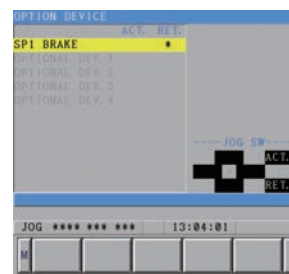 OPTION DEVICE
ACT. RET.
SP1 BRAKE *
OPTIONAL DEV. 1
OPTIONAL DEV. 2
OPTIONAL DEV. 3
OPTIONAL DEV. 4
----JOG SW----
ACT.
RET.
JOG **** *** *** 13:04:01
M